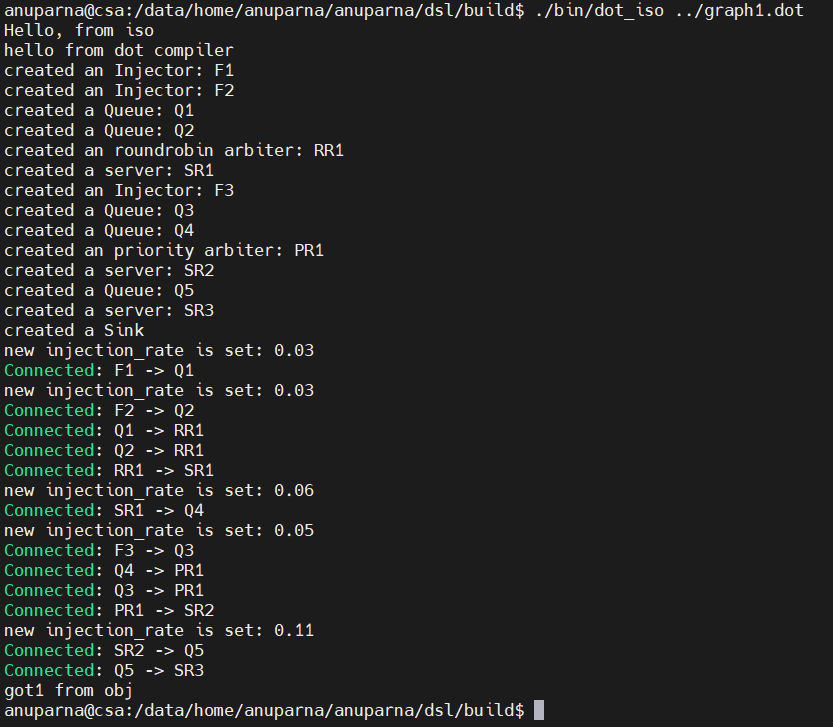 anuparna@csa:/data/home/anuparna/anuparna/dsl/build$ ./bin/dot_iso ../graph1.dot
Hello, from iso
hello from dot compiler
created an Injector: F1
created an Injector: F2
created a Queue: Q1
created a Queue: Q2
created an roundrobin arbiter: RR1
created a server: SR1
created an Injector: F3
created a Queue: Q3
created a Queue: Q4
created an priority arbiter: PR1
created a server: SR2
created a Queue: Q5
created a server: SR3
created a Sink
new injection_rate is set: 0.03
Connected: F1 -> Q1
new injection_rate is set: 0.03
Connected: F2 -> Q2
Connected: Q1 -> RR1
Connected: Q2 -> RR1
Connected: RR1 -> SR1
new injection_rate is set: 0.06
Connected: SR1 -> Q4
new injection_rate is set: 0.05
Connected: F3 -> Q3
Connected: Q4 -> PR1
Connected: Q3 -> PR1
Connected: PR1 -> SR2
new injection_rate is set: 0.11
Connected: SR2 -> Q5
Connected: Q5 -> SR3
got1 from obj
anuparna@csa:/data/home/anuparna/anuparna/dsl/build$